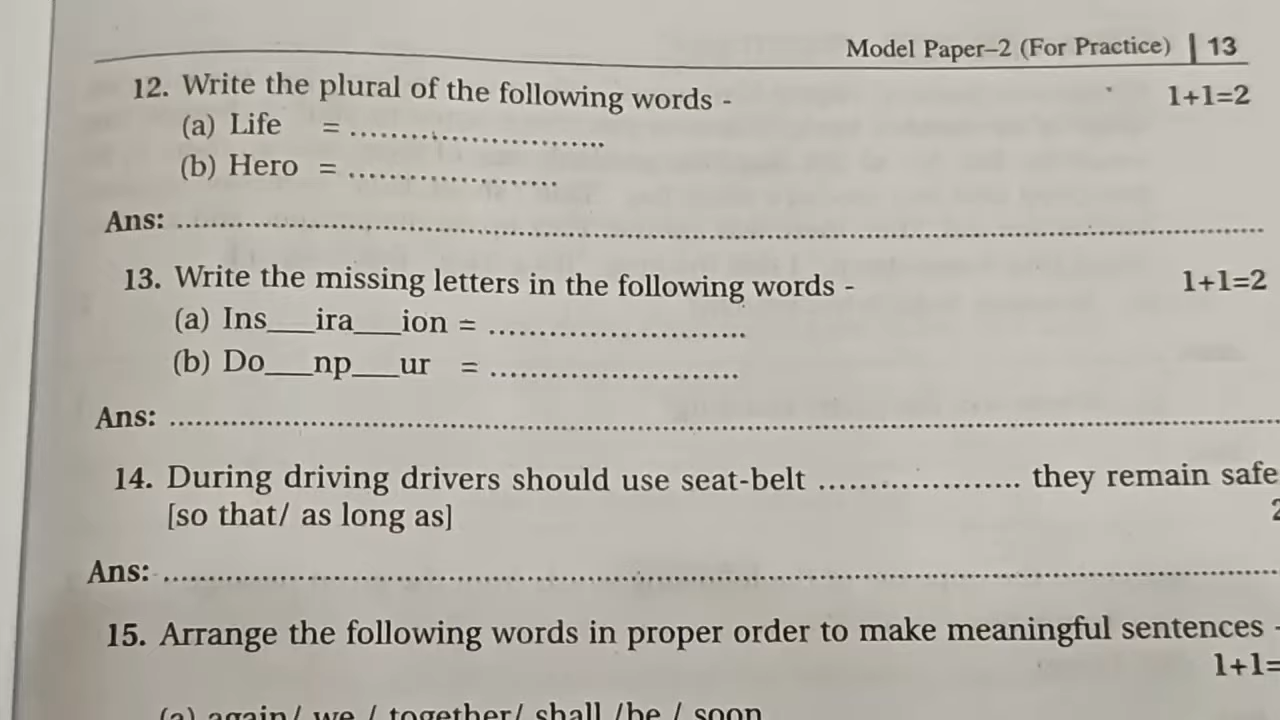 Model Paper–2 (For Practice) | 13
12. Write the plural of the following words - 1+1=2
(a) Life = ..............................
(b) Hero = ........................
Ans: ........................................................................................................
13. Write the missing letters in the following words - 1+1=2
(a) Ins___ira___ion = ..............................
(b) Do___np___ur = .............................
Ans: ........................................................................................................
14. During driving drivers should use seat-belt ..................... they remain safe
[so that/ as long as]
Ans: ........................................................................................................
15. Arrange the following words in proper order to make meaningful sentences -
1+1=
(a) again/ we / together/ shall /be / soon